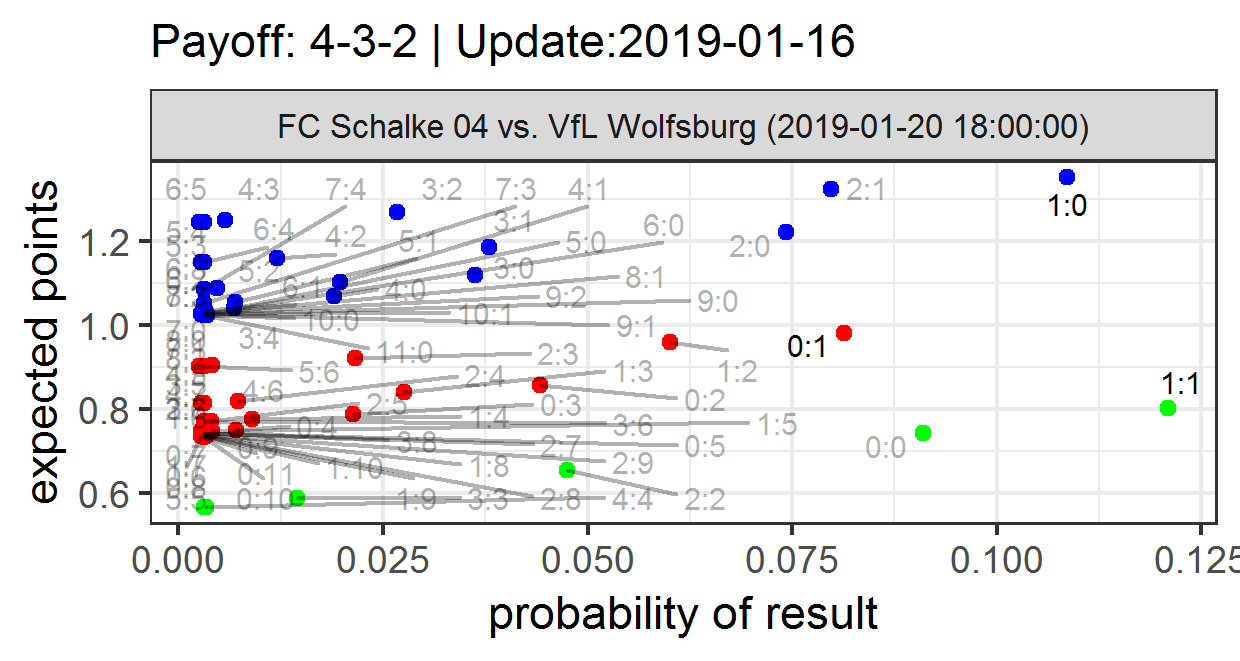 Payoff: 4-3-2 | Update:2019-01-16
FC Schalke 04 vs. VfL Wolfsburg (2019-01-20 18:00:00)
6:5 4:3 7:4 3:2 7:3 4:1 2:1
1:0
6:4 4:2 3:1 6:0
5:1 5:0 2:0
5:2 3:0 8:1
6:1 4:0 9:2 9:0
10:0 10:1 9:1
3:4 11:0 2:3 0:1
5:6 2:4 1:3 1:2
4:6 2:5 0:3 0:2 1:1
0:4 1:4 3:6 1:5
0:9 3:8 2:7 0:5 0:0
0:11 1:10 1:8 2:9
5:5 0:10 1:9 3:3 2:8 4:4 2:2
expected points
1.2
1.0
0.8
0.6
0.000 0.025 0.050 0.075 0.100 0.125
probability of result